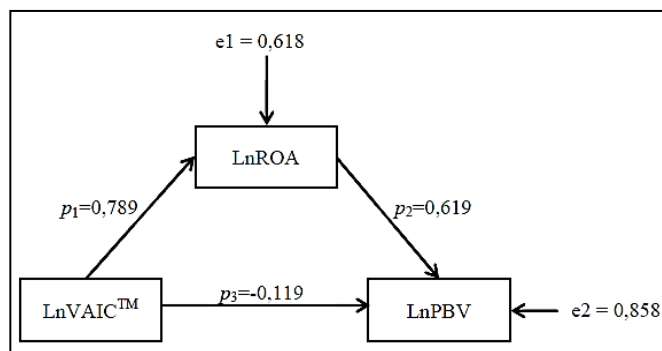 e1 = 0,618
LnROA
p₁=0,789
p₂=0,619
LnVAIC™
p₃=-0,119
LnPBV
e2 = 0,858